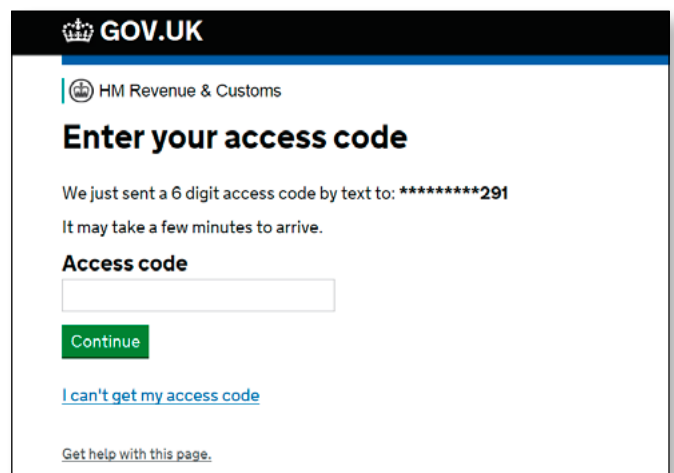 GOV.UK
HM Revenue & Customs
Enter your access code
We just sent a 6 digit access code by text to: *********291
It may take a few minutes to arrive.
Access code
Continue
I can't get my access code
Get help with this page.